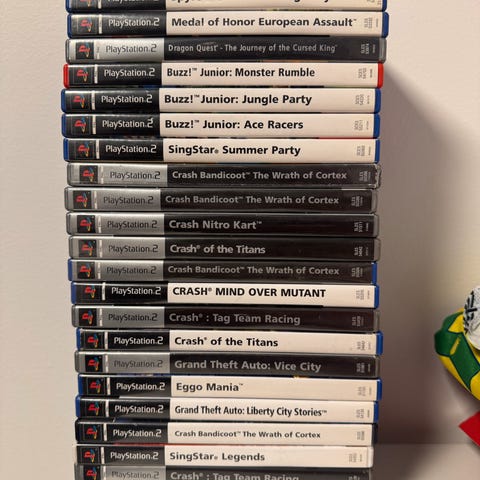 PlayStation.2 Medal of Honor European Assault™
PlayStation.2 Dragon Quest® - The Journey of the Cursed King™
PlayStation.2 Buzz!™ Junior: Monster Rumble
PlayStation.2 Buzz!™ Junior: Jungle Party
PlayStation.2 Buzz!™ Junior: Ace Racers
PlayStation.2 SingStar® Summer Party
PlayStation.2 Crash Bandicoot™ The Wrath of Cortex
PlayStation.2 Crash Bandicoot™ The Wrath of Cortex
PlayStation.2 Crash Nitro Kart™
PlayStation.2 Crash® of the Titans
PlayStation.2 Crash Bandicoot™ The Wrath of Cortex
PlayStation.2 CRASH® MIND OVER MUTANT
PlayStation.2 Crash® : Tag Team Racing
PlayStation.2 Crash® of the Titans
PlayStation.2 Grand Theft Auto: Vice City
PlayStation.2 Eggo Mania™
PlayStation.2 Grand Theft Auto: Liberty City Stories™
PlayStation.2 Crash Bandicoot™ The Wrath of Cortex
PlayStation.2 SingStar® Legends
PlayStation.2 Crash® : Tag Team Racing